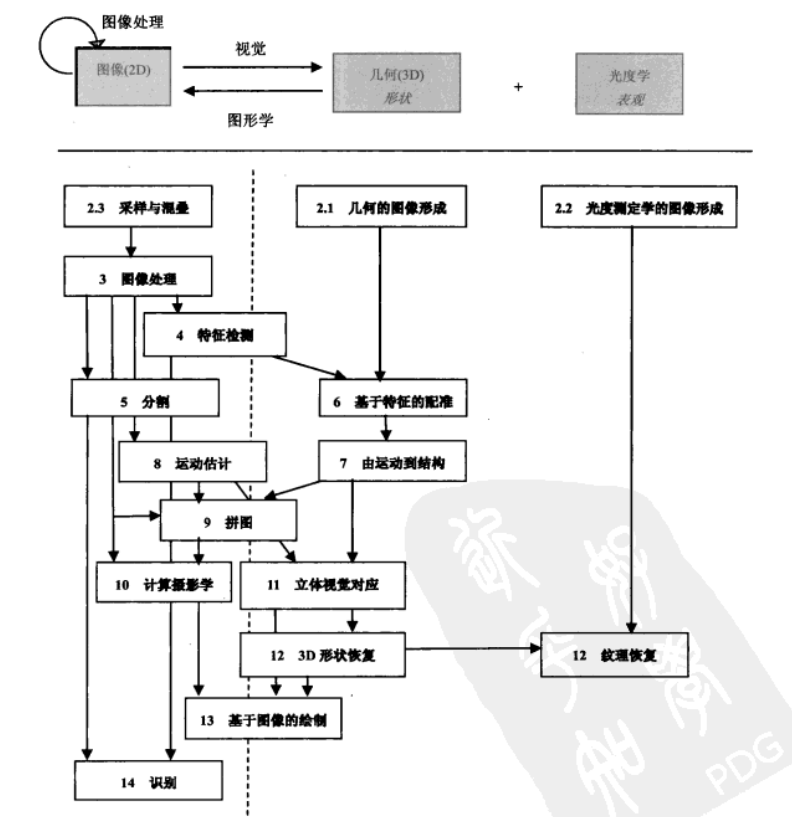 图像处理
图像(2D)
视觉
图形学
几何(3D)
形状
+
光度学
表观
2.3 采样与混叠
2.1 几何的图像形成
2.2 光度测定学的图像形成
3 图像处理
4 特征检测
5 分割
6 基于特征的配准
8 运动估计
7 由运动到结构
9 拼图
10 计算摄影学
11 立体视觉对应
12 3D 形状恢复
12 纹理恢复
13 基于图像的绘制
14 识别
PDG